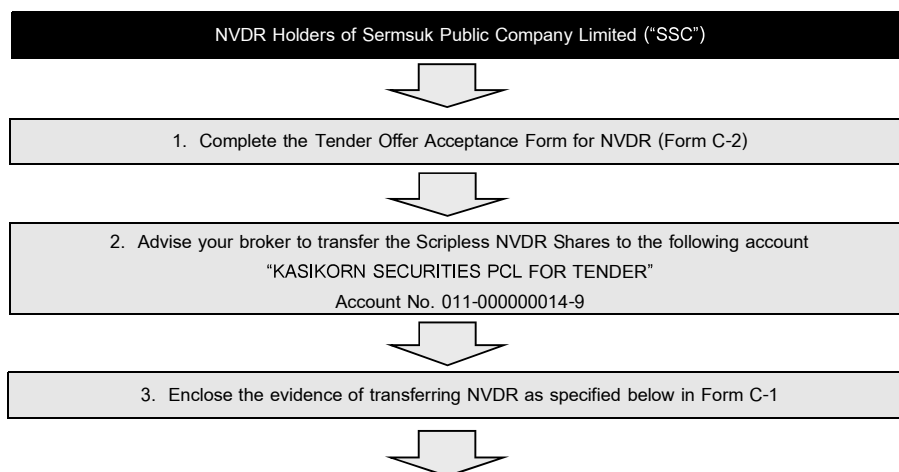 NVDR Holders of Sermsuk Public Company Limited (“SSC”)
1. Complete the Tender Offer Acceptance Form for NVDR (Form C-2)
2. Advise your broker to transfer the Scripless NVDR Shares to the following account
“KASIKORN SECURITIES PCL FOR TENDER”
Account No. 011-000000014-9
3. Enclose the evidence of transferring NVDR as specified below in Form C-1